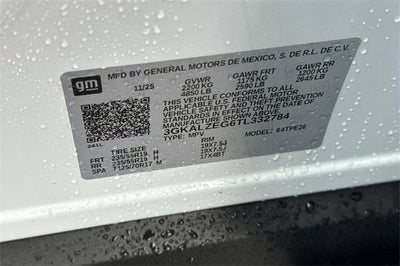 gm
MFD BY GENERAL MOTORS DE MEXICO, S. DE R.L. DE C.V.
11/25 GVWR GAWR FRT GAWR RR
2200 KG 1175 KG 1200 KG
4850 LB 2590 LB 2645 LB
THIS VEHICLE CONFORMS TO ALL
APPLICABLE U.S. FEDERAL MOTOR
VEHICLE SAFETY AND THEFT PREVENTION
STANDARDS IN EFFECT ON THE DATE OF
MANUFACTURE SHOWN ABOVE.
3GKALZEG6TL332784
TYPE: MPV MODEL: 64TPE26
TIRE SIZE RIM
FRT 235/55R19 H 19X7.5J
RR 235/55R19 H 19X7.5J
SPA T125/70R17 M 17X4BT